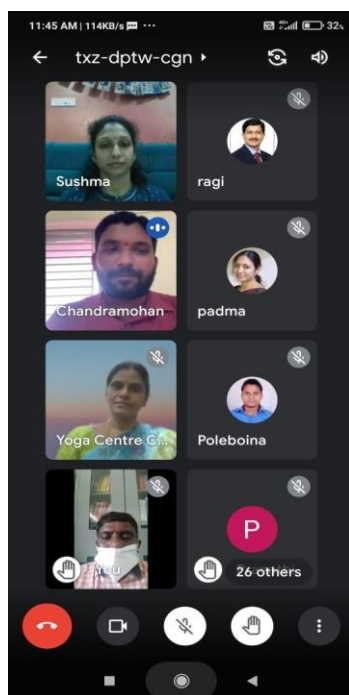 11:45 AM | 114KB/s ··· 32%
txz-dptw-cgn
Sushma
ragi
Chandramohan
padma
Yoga Centre C...
Poleboina
You
P
26 others